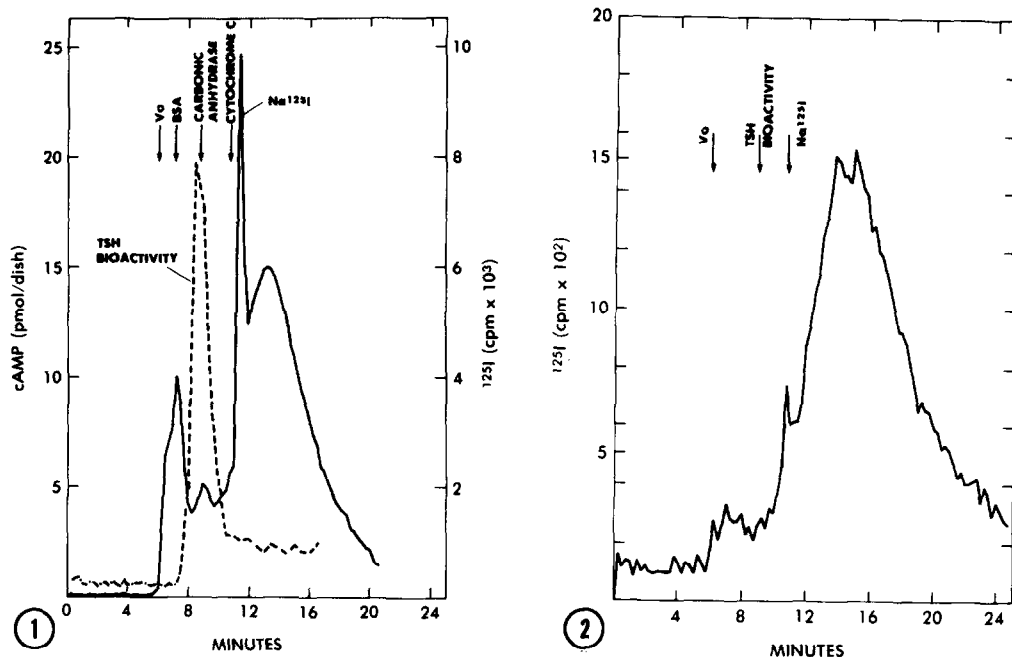 25
20
15
10
5
cAMP (pmol/dish)
Vo
BSA
CARBONIC
ANHYDRASE
CYTOCHROME C
Na¹²⁵I
TSH
BIOACTIVITY
10
8
6
4
2
¹²⁵I (cpm x 10³)
0 4 8 12 16 20 24
MINUTES
1
20
15
10
5
¹²⁵I (cpm x 10²)
Vo
TSH
BIOACTIVITY
Na¹²⁵I
4 8 12 16 20 24
MINUTES
2